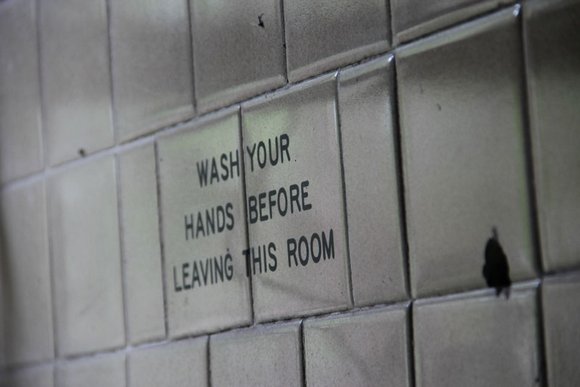 WASH YOUR
HANDS BEFORE
LEAVING THIS ROOM